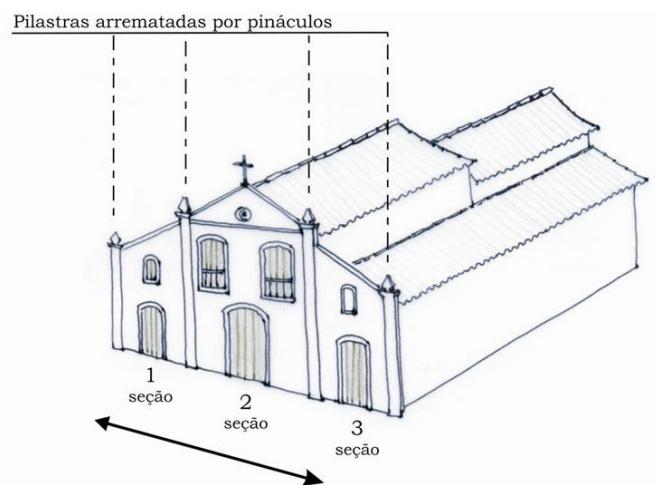 Pilastras arrematadas por pináculos
1
seção
2
seção
3
seção